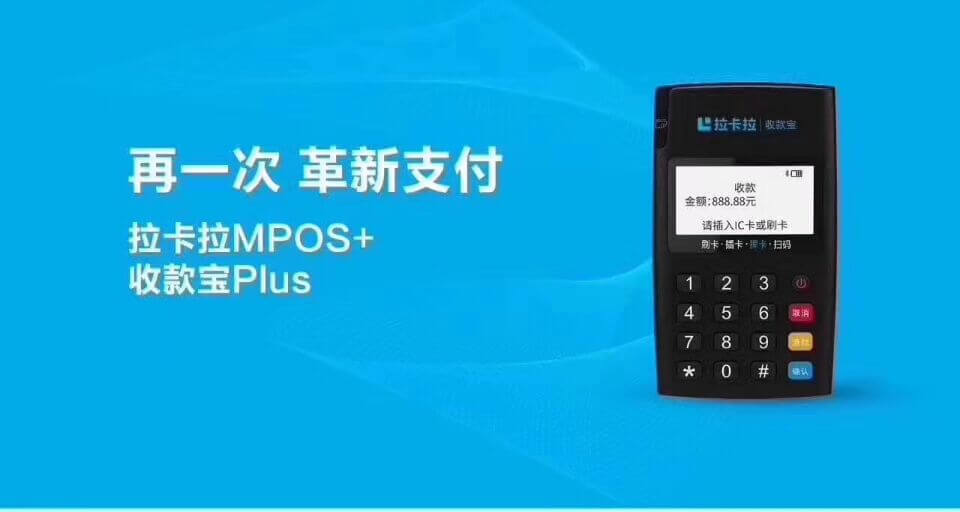 再一次 革新支付
拉卡拉MPOS+
收款宝Plus
拉卡拉 | 收款宝
收款
金额:888.88元
请插入IC卡或刷卡
刷卡·插卡·挥卡·扫码
1 2 3
4 5 6 取消
7 8 9 清除
* 0 # 确认